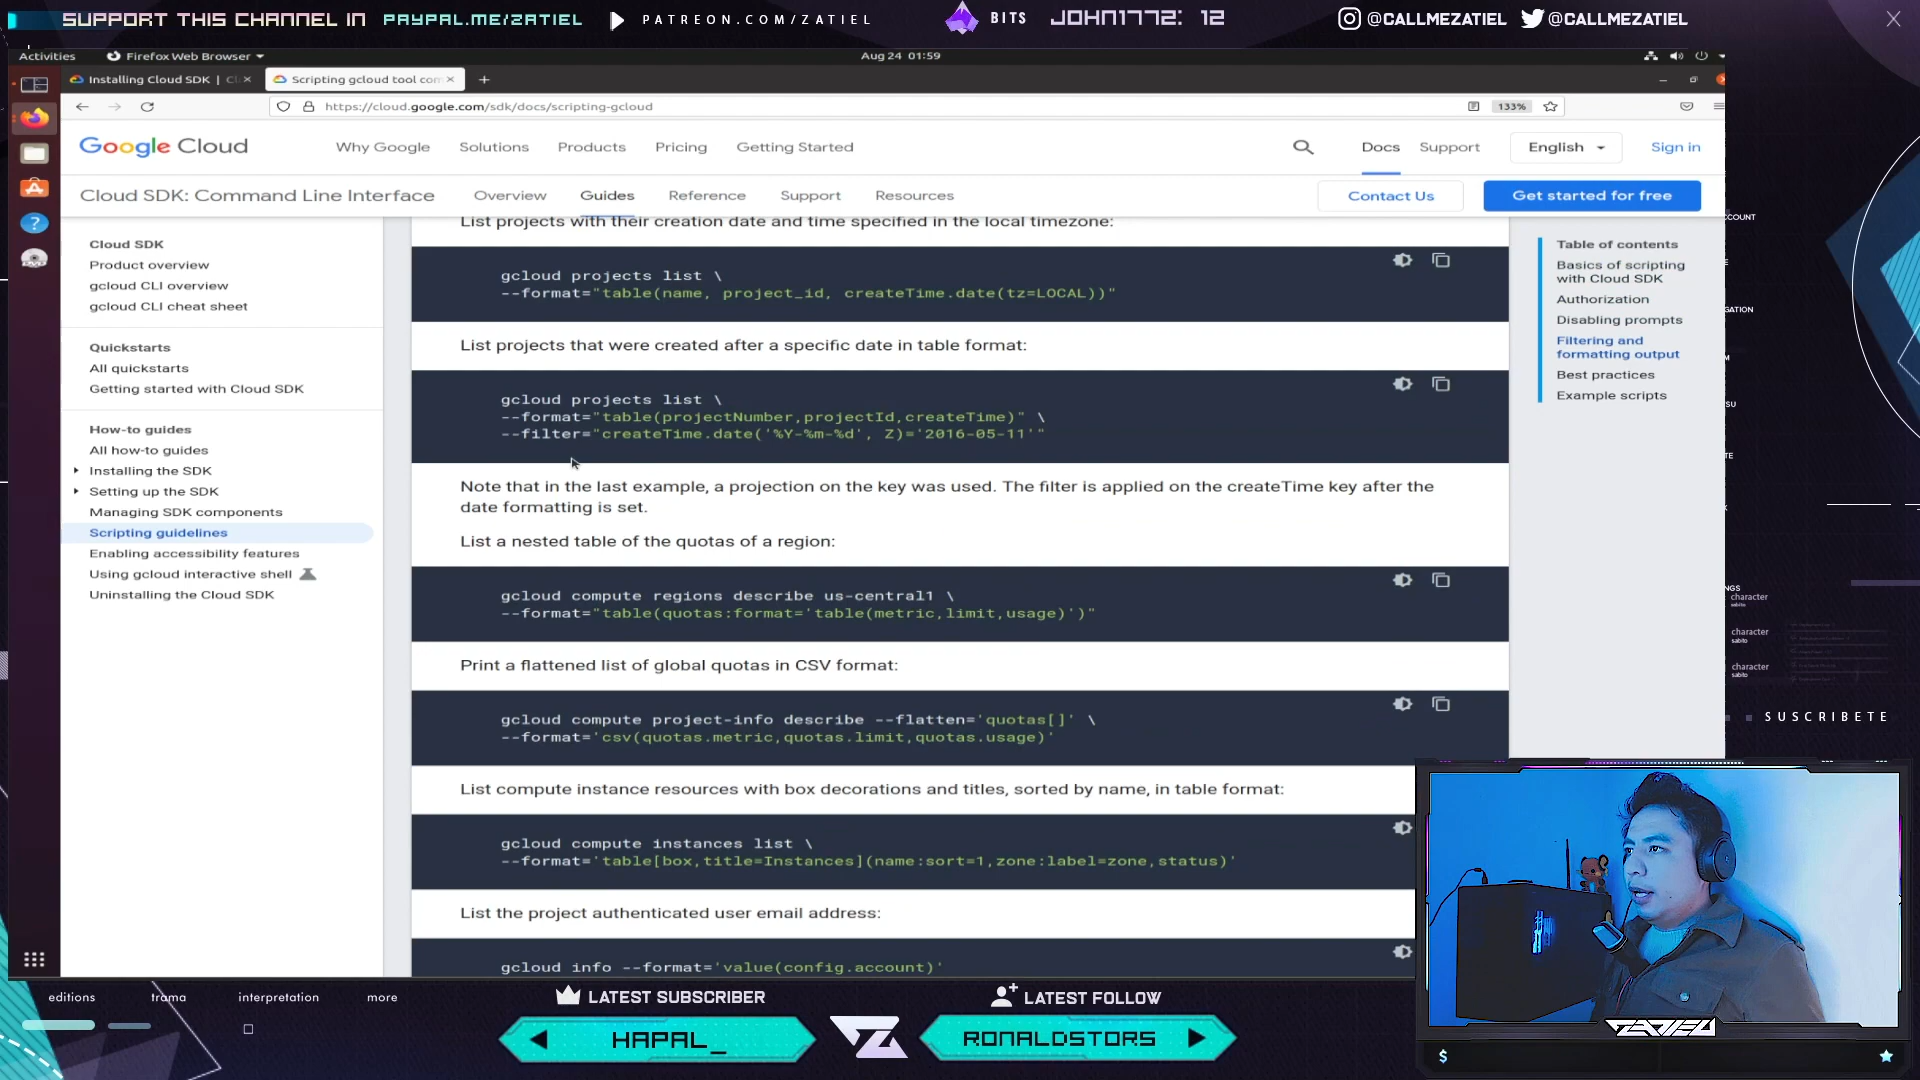 SUPPORT THIS CHANNEL IN PAYPAL.ME/ZATIEL PATREON.COM/ZATIEL BITS JOHN1772: 12 @CALLMEZATIEL @CALLMEZATIEL
Activities Firefox Web Browser Aug 24 01:59
Installing Cloud SDK | Scripting gcloud tool com
https://cloud.google.com/sdk/docs/scripting-gcloud 133%
Google Cloud Why Google Solutions Products Pricing Getting Started Docs Support English Sign in
Cloud SDK: Command Line Interface Overview Guides Reference Support Resources Contact Us Get started for free
Cloud SDK
Product overview
gcloud CLI overview
gcloud CLI cheat sheet
Quickstarts
All quickstarts
Getting started with Cloud SDK
How-to guides
All how-to guides
Installing the SDK
Setting up the SDK
Managing SDK components
Scripting guidelines
Enabling accessibility features
Using gcloud interactive shell
Uninstalling the Cloud SDK
List projects with their creation date and time specified in the local timezone:
gcloud projects list \
--format="table(name, project_id, createTime.date(tz=LOCAL))"
List projects that were created after a specific date in table format:
gcloud projects list \
--format="table(projectNumber,projectId,createTime)" \
--filter="createTime.date('%Y-%m-%d', Z)='2016-05-11'"
Note that in the last example, a projection on the key was used. The filter is applied on the createTime key after the
date formatting is set.
List a nested table of the quotas of a region:
gcloud compute regions describe us-central1 \
--format="table(quotas:format='table(metric,limit,usage)')"
Print a flattened list of global quotas in CSV format:
gcloud compute project-info describe --flatten='quotas[]' \
--format='csv(quotas.metric,quotas.limit,quotas.usage)'
List compute instance resources with box decorations and titles, sorted by name, in table format:
gcloud compute instances list \
--format='table[box,title=Instances](name:sort=1,zone:label=zone,status)'
List the project authenticated user email address:
gcloud info --format='value(config.account)'
Table of contents
Basics of scripting
with Cloud SDK
Authorization
Disabling prompts
Filtering and
formatting output
Best practices
Example scripts
COUNT
GATION
SU
TE
NGS
character
sabito
character
sabito
character
sabito
SUSCRIBETE
ZATIEL
$
editions trama interpretation more
LATEST SUBSCRIBER
HAPAL_
LATEST FOLLOW
RONALDSTORS